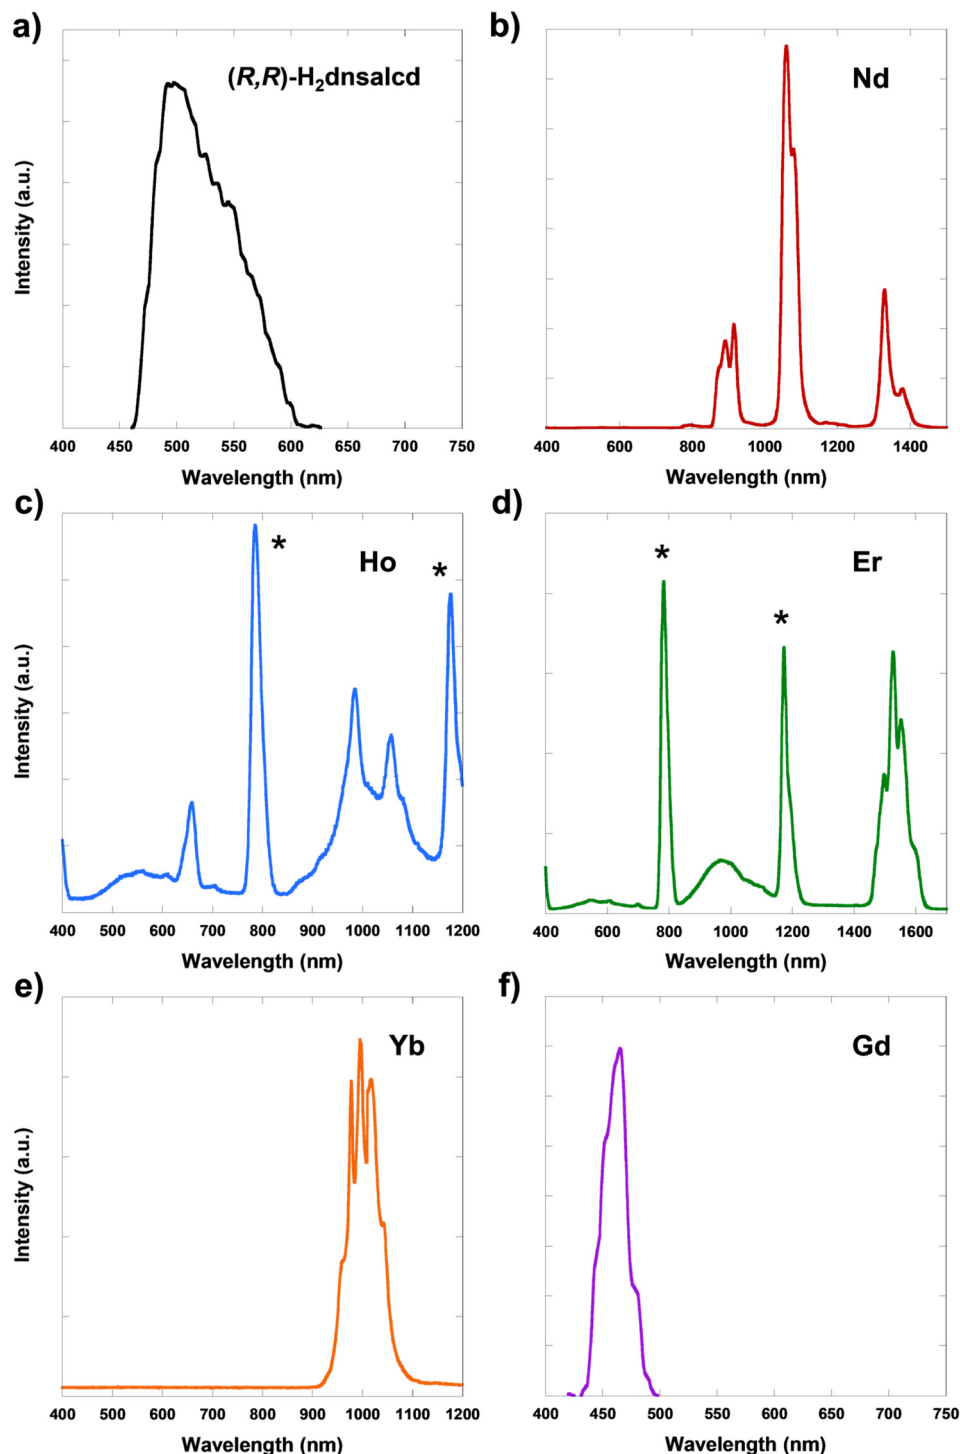 a)
(R,R)-H₂dnsalcd
Intensity (a.u.)
400 450 500 550 600 650 700 750
Wavelength (nm)
b)
Nd
400 600 800 1000 1200 1400
Wavelength (nm)
c)
Ho
*
*
Intensity (a.u.)
400 500 600 700 800 900 1000 1100 1200
Wavelength (nm)
d)
Er
*
*
400 600 800 1000 1200 1400 1600
Wavelength (nm)
e)
Yb
Intensity (a.u.)
400 500 600 700 800 900 1000 1100 1200
Wavelength (nm)
f)
Gd
400 450 500 550 600 650 700 750
Wavelength (nm)